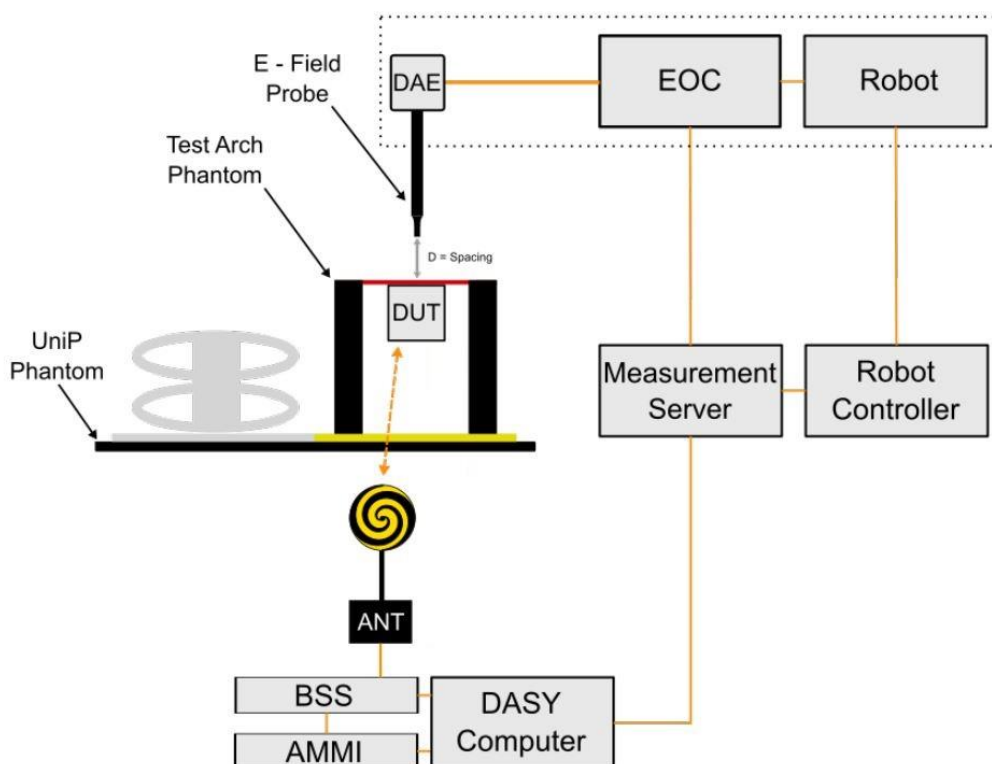 E - Field
Probe
DAE
EOC
Robot
Test Arch
Phantom
D = Spacing
DUT
UniP
Phantom
Measurement
Server
Robot
Controller
ANT
BSS
DASY
Computer
AMMI